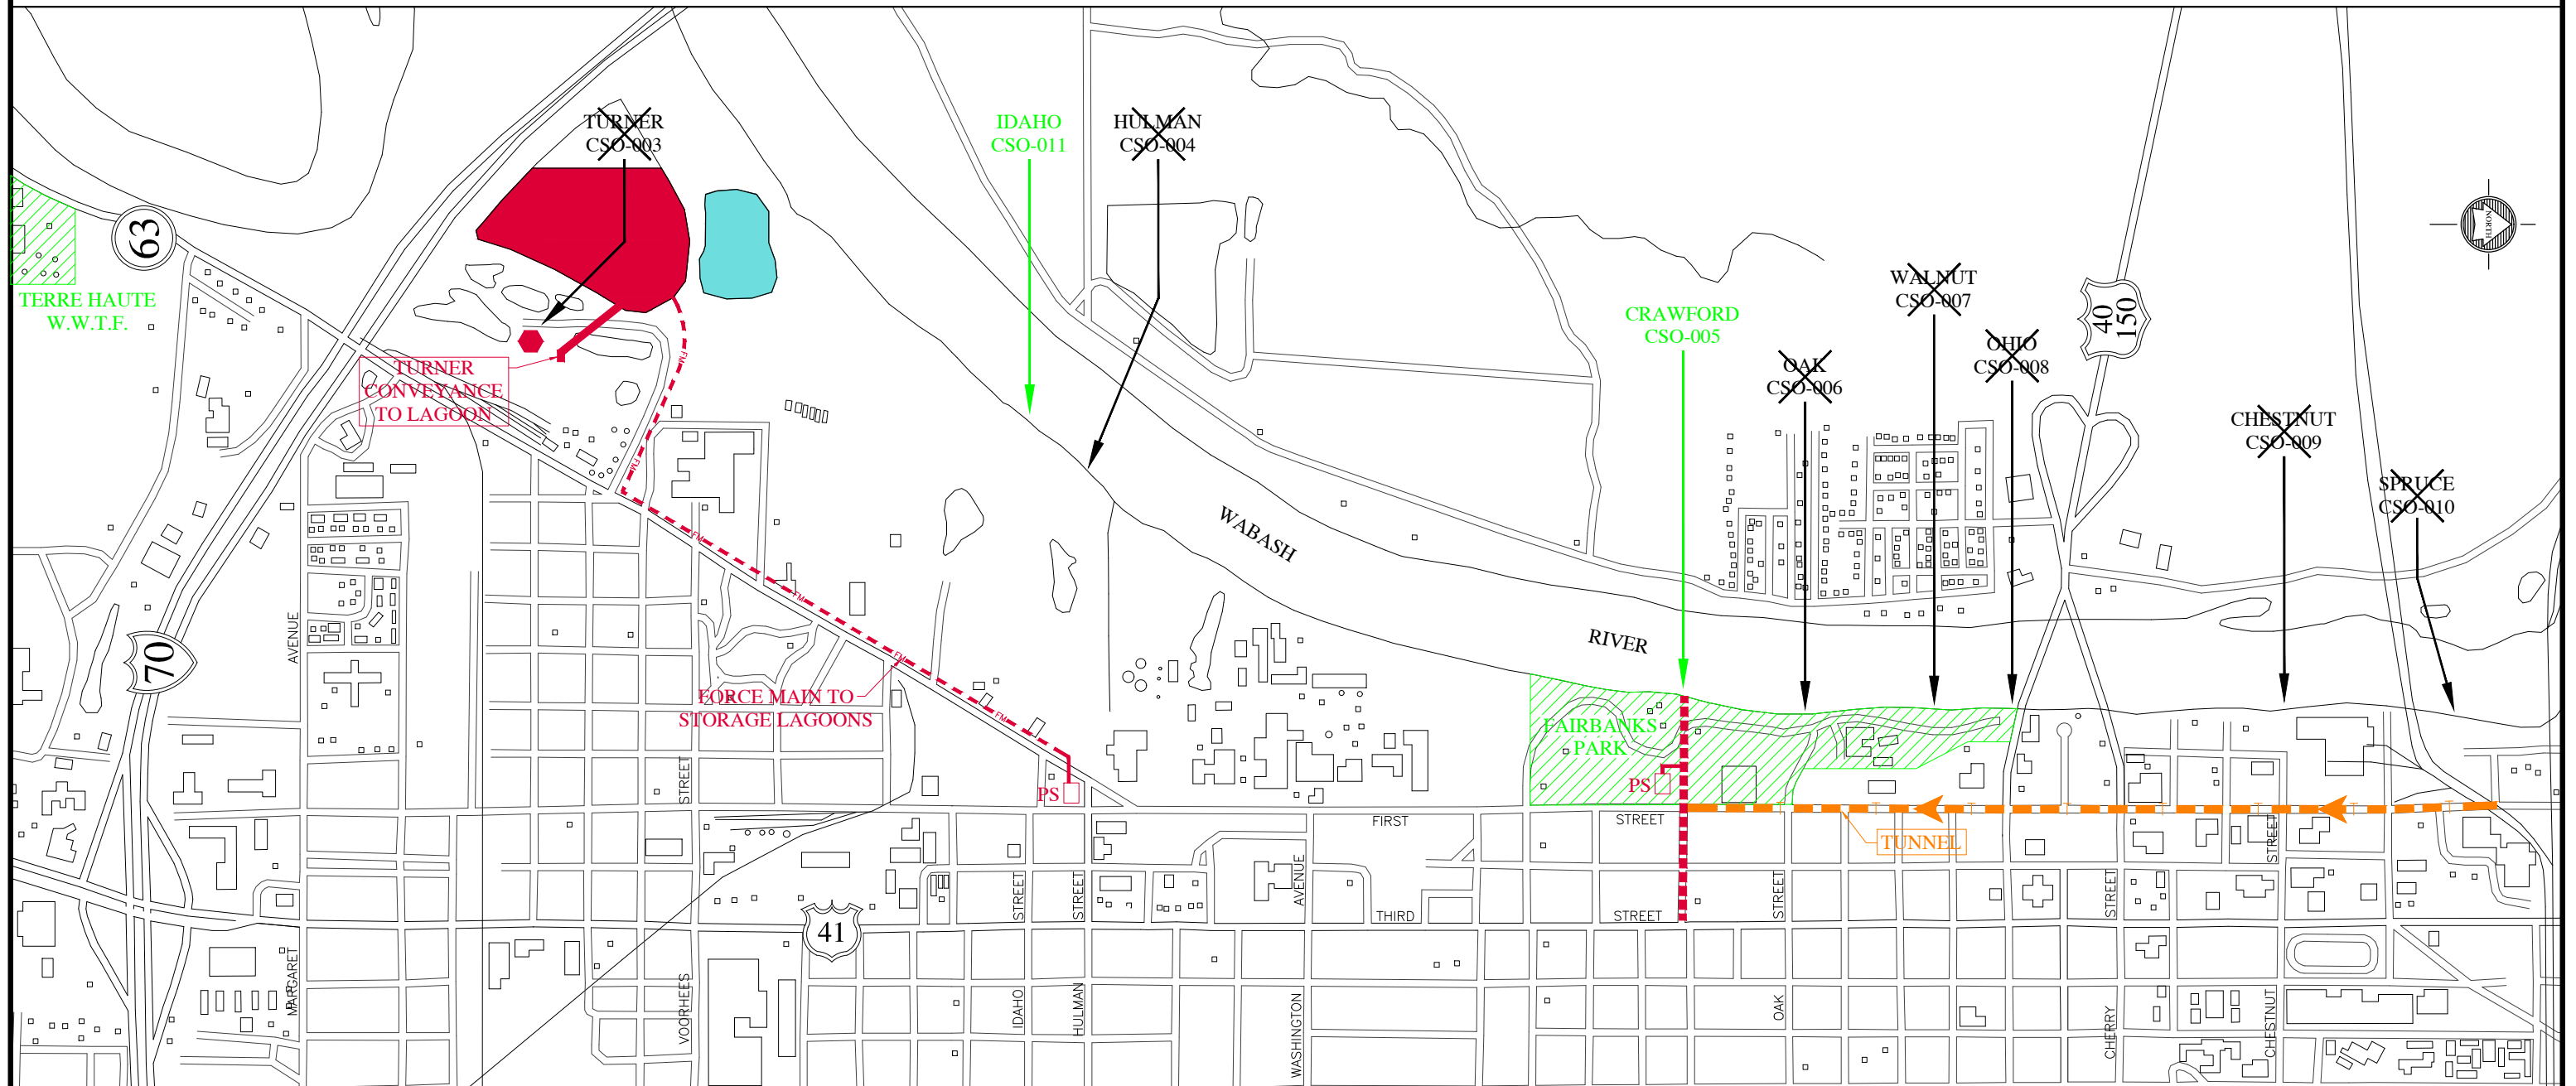 TURNER
CSO-003
IDAHO
CSO-011
HULMAN
CSO-004
63
TERRE HAUTE
W.W.T.F.
NORTH
WALNUT
CSO-007
40
150
CRAWFORD
CSO-005
OHIO
CSO-008
OAK
CSO-006
TURNER
CONVEYANCE
TO LAGOON
CHESTNUT
CSO-009
SPRUCE
CSO-010
FM
FM
FM
FM
FM
FM
WABASH
RIVER
70
AVENUE
FORCE MAIN TO
STORAGE LAGOONS
FAIRBANKS
PARK
STREET
PS
PS
FIRST
STREET
T
T
T
T
T
T
T
T
TUNNEL
STREET
STREET
STREET
AVENUE
STREET
STREET
THIRD
STREET
41
MARGARET
VOORHEES
IDAHO
HULMAN
WASHINGTON
OAK
CHERRY
CHESTNUT